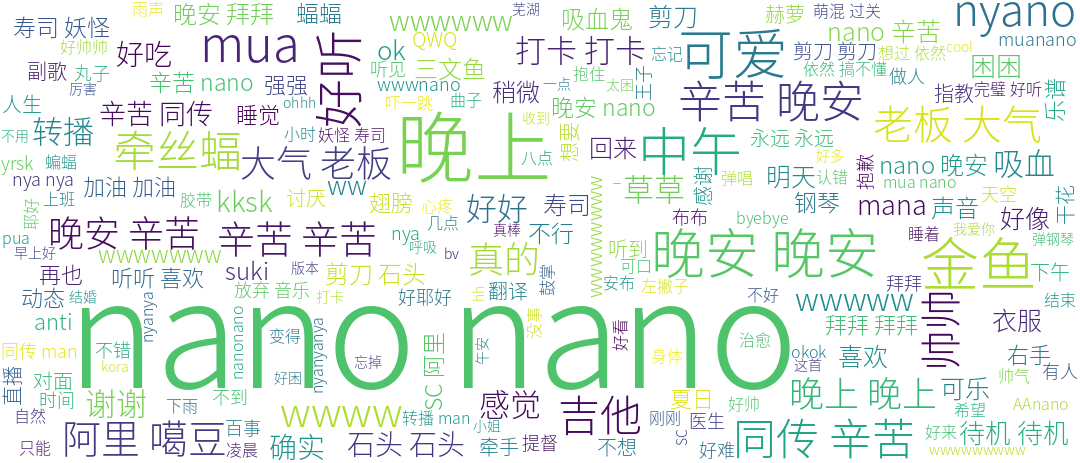 雨声
晚安 拜拜
蝙蝠
wwwwww
芜湖
吸血鬼
剪刀
赫萝
萌混 过关
nyano
寿司 妖怪
好帅帅
好吃
mua
好听
ok
QWQ
打卡 打卡
忘记
可爱
nano 辛苦
剪刀 剪刀
想过 依然
cool
muanano
副歌
丸子
辛苦 nano
强强
听见
三文鱼
wwwnano
抱住
一点
王子
太困
依然 搞不懂
困困
做人
人生
厉害
辛苦 同传
睡觉
ohhh
吓一跳
曲子
稍微
晚安 nano
辛苦 晚安
指教
完璧 好听
乐谱
不用
转播
牵丝蝠
小时
妖怪 寿司
晚上
收到
八点
想要
回来
中午
永远 永远
老板 大气
好多
yrsk
蝙蝠
大气 老板
感谢
弹唱
认错
抱歉
nano 晚安
吸血
nya nya
加油 加油
ww
草草
明天
mua nano
上班
胶带
讨厌
翅膀
kksk
心疼
好好
寿司
布布
钢琴
mana
声音
天空
干花
耶好
晚安 辛苦
辛苦 辛苦
几点
真棒
不行
byebye
睡着
好像
我爱你
弹钢琴
pua
早上好
wwwwwww
nya
呼吸
bv
真的
wwwwwwwwwww
听到
晚安 晚安
金鱼
下午
再也
听听 喜欢
suki
版本
剪刀 石头
鼓掌
可口
左撇子
拜拜
动态
结婚
nyanya
放弃 音乐
打卡
好耶好
hh
翻译
安布
不好
wwwww
帅帅
结束
anti
nano nano
没事
好看
拜拜 拜拜
衣服
同传 man
不错
kora
nanonano
变得
好困
nyanyanya
忘掉
SC 阿里
午安
身体
治愈
okok
这首
喜欢
右手
帅气
有人
直播
对面
时间
不到
谢谢
下雨
wwww
转播 man
小姐
感觉
吉他
夏日
刚刚
好帅
晚上 晚上
可乐
希望
AAnano
自然
只能
阿里 噶豆
百事
凌晨
确实
石头 石头
牵手
提督
不想
SC
医生
好难
同传 辛苦
好来
待机 待机
wwwwwwwww